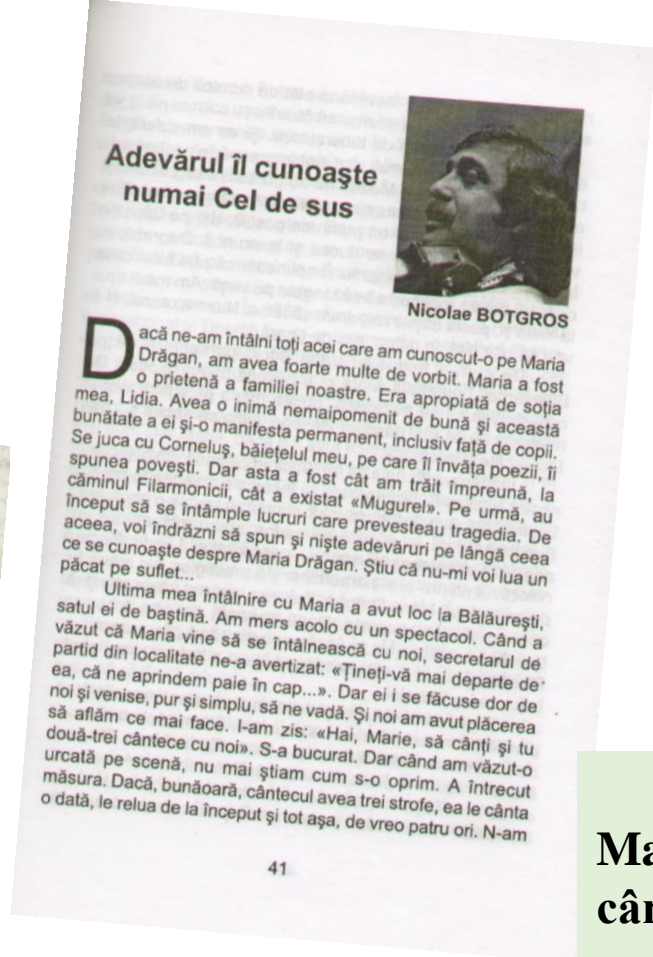 Adevărul îl cunoaşte
numai Cel de sus
Nicolae BOTGROS
Dacă ne-am întâlni toţi acei care am cunoscut-o pe Maria
Drăgan, am avea foarte multe de vorbit. Maria a fost
o prietenă a familiei noastre. Era apropiată de soţia
mea, Lidia. Avea o inimă nemaipomenit de bună şi această
bunătate a ei şi-o manifesta permanent, inclusiv faţă de copii.
Se juca cu Corneluş, băieţelul meu, pe care îl învăţa poezii, îi
spunea poveşti. Dar asta a fost cât am trăit împreună, la
căminul Filarmonicii, cât a existat «Mugurel». Pe urmă, au
început să se întâmple lucruri care prevesteau tragedia. De
aceea, voi îndrăzni să spun şi nişte adevăruri pe lângă ceea
ce se cunoaşte despre Maria Drăgan. Ştiu că nu-mi voi lua un
păcat pe suflet...
Ultima mea întâlnire cu Maria a avut loc la Bălăureşti,
satul ei de baştină. Am mers acolo cu un spectacol. Când a
văzut că Maria vine să se întâlnească cu noi, secretarul de
partid din localitate ne-a avertizat: «Ţineţi-vă mai departe de
ea, că ne aprindem paie în cap...». Dar ei i se făcuse dor de
noi şi venise, pur şi simplu, să ne vadă. Şi noi am avut plăcerea
să aflăm ce mai face. I-am zis: «Hai, Marie, să cânţi şi tu
două-trei cântece cu noi». S-a bucurat. Dar când am văzut-o
urcată pe scenă, nu mai ştiam cum s-o oprim. A întrecut
măsura. Dacă, bunăoară, cântecul avea trei strofe, ea le cânta
o dată, le relua de la început şi tot aşa, de vreo patru ori. N-am
41